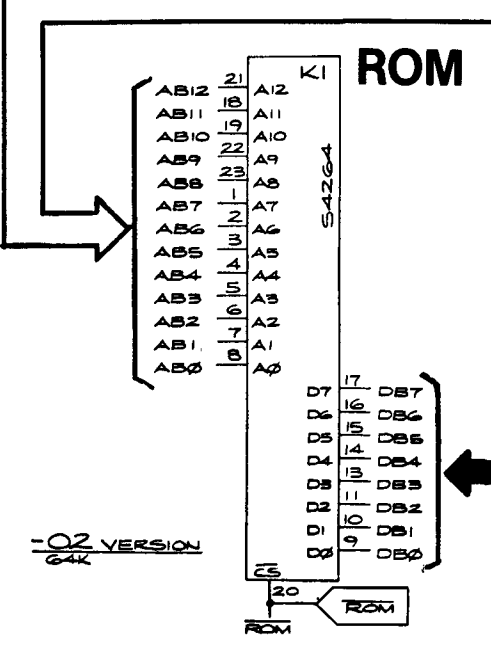 K1 ROM
S4264
AB12 21 A12
AB11 18 A11
AB10 19 A10
AB9 22 A9
AB8 23 A8
AB7 1 A7
AB6 2 A6
AB5 3 A5
AB4 4 A4
AB3 5 A3
AB2 6 A2
AB1 7 A1
ABØ 8 AØ
D7 17 DB7
D6 16 DB6
D5 15 DB5
D4 14 DB4
D3 13 DB3
D2 11 DB2
D1 10 DB1
DØ 9 DBØ
-02 VERSION
64K
CS
20
ROM
ROM